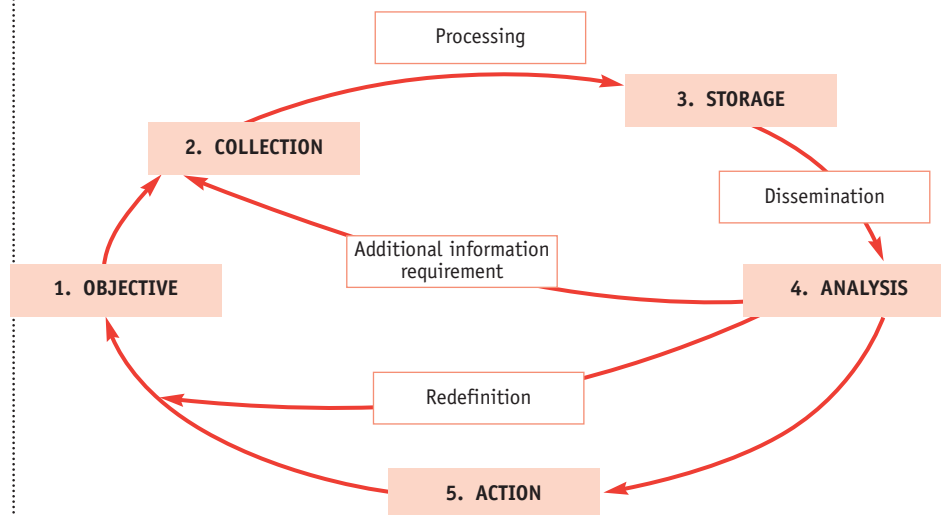 Processing
3. STORAGE
2. COLLECTION
Dissemination
Additional information
requirement
1. OBJECTIVE
4. ANALYSIS
Redefinition
5. ACTION